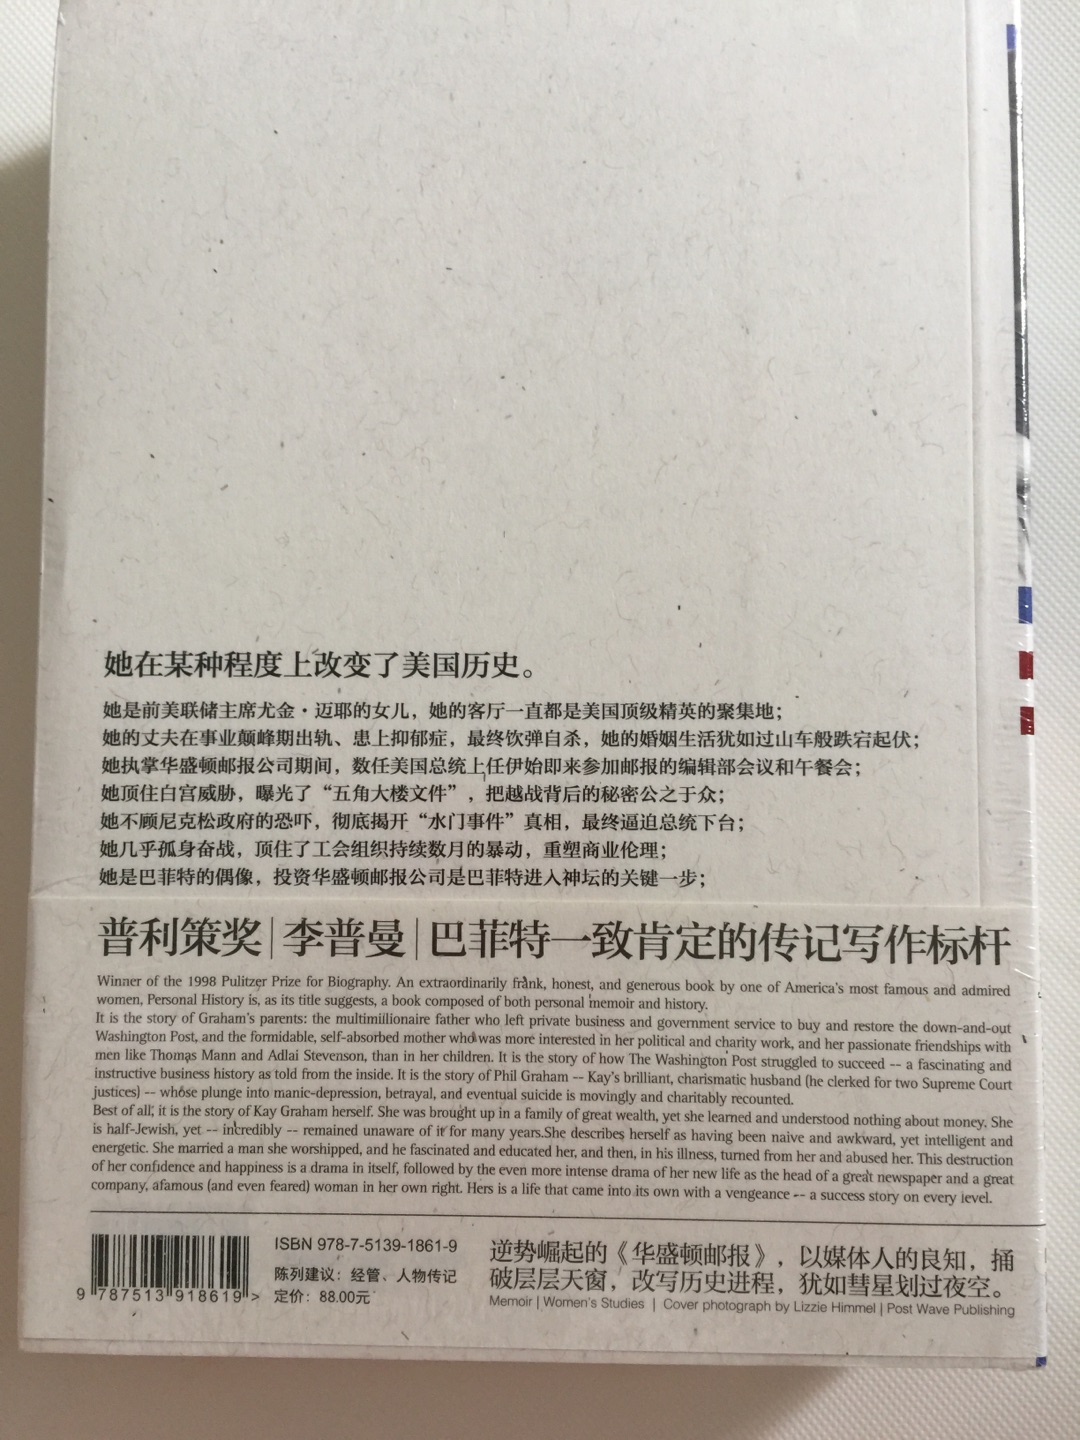 她在某种程度上改变了美国历史。
她是前美联储主席尤金·迈耶的女儿，她的客厅一直都是美国顶级精英的聚集地；
她的丈夫在事业颠峰期出轨、患上抑郁症，最终饮弹自杀，她的婚姻生活犹如过山车般跌宕起伏；
她执掌华盛顿邮报公司期间，数任美国总统上任伊始即来参加邮报的编辑部会议和午餐会；
她顶住白宫威胁，曝光了“五角大楼文件”，把越战背后的秘密公之于众；
她不顾尼克松政府的恐吓，彻底揭开“水门事件”真相，最终逼迫总统下台；
她几乎孤身奋战，顶住了工会组织持续数月的暴动，重塑商业伦理；
她是巴菲特的偶像，投资华盛顿邮报公司是巴菲特进入神坛的关键一步；
普利策奖|李普曼|巴菲特一致肯定的传记写作标杆
Winner of the 1998 Pulitzer Prize for Biography. An extraordinarily frank, honest, and generous book by one of America's most famous and admired
women, Personal History is, as its title suggests, a book composed of both personal memoir and history.
It is the story of Graham's parents: the multimiilionaire father who left private business and government service to buy and restore the down-and-out
Washington Post, and the formidable, self-absorbed mother who was more interested in her political and charity work, and her passionate friendships with
men like Thomas Mann and Adlai Stevenson, than in her children. It is the story of how The Washington Post struggled to succeed -- a fascinating and
instructive business history as told from the inside. It is the story of Phil Graham -- Kay's brilliant, charismatic husband (he clerked for two Supreme Court
justices) -- whose plunge into manic-depression, betrayal, and eventual suicide is movingly and charitably recounted.
Best of all, it is the story of Kay Graham herself. She was brought up in a family of great wealth, yet she learned and understood nothing about money. She
is half-Jewish, yet -- incredibly -- remained unaware of it for many years.She describes herself as having been naive and awkward, yet intelligent and
energetic. She married a man she worshipped, and he fascinated and educated her, and then, in his illness, turned from her and abused her. This destruction
of her confidence and happiness is a drama in itself, followed by the even more intense drama of her new life as the head of a great newspaper and a great
company, afamous (and even feared) woman in her own right. Hers is a life that came into its own with a vengeance -- a success story on every level.
ISBN 978-7-5139-1861-9
陈列建议：经管、人物传记
定价：88.00元
9 787513 918619 >
逆势崛起的《华盛顿邮报》，以媒体人的良知，捅
破层层天窗，改写历史进程，犹如彗星划过夜空。
Memoir | Women's Studies | Cover photograph by Lizzie Himmel | Post Wave Publishing